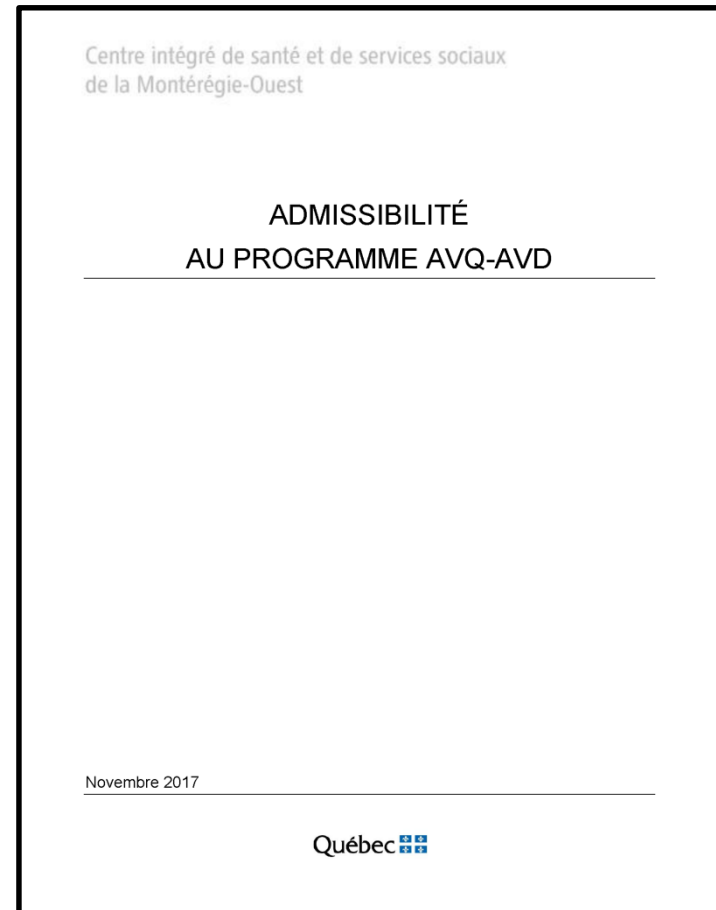 Centre intégré de santé et de services sociaux
de la Montérégie-Ouest
ADMISSIBILITÉ
AU PROGRAMME AVQ-AVD
Novembre 2017
Québec